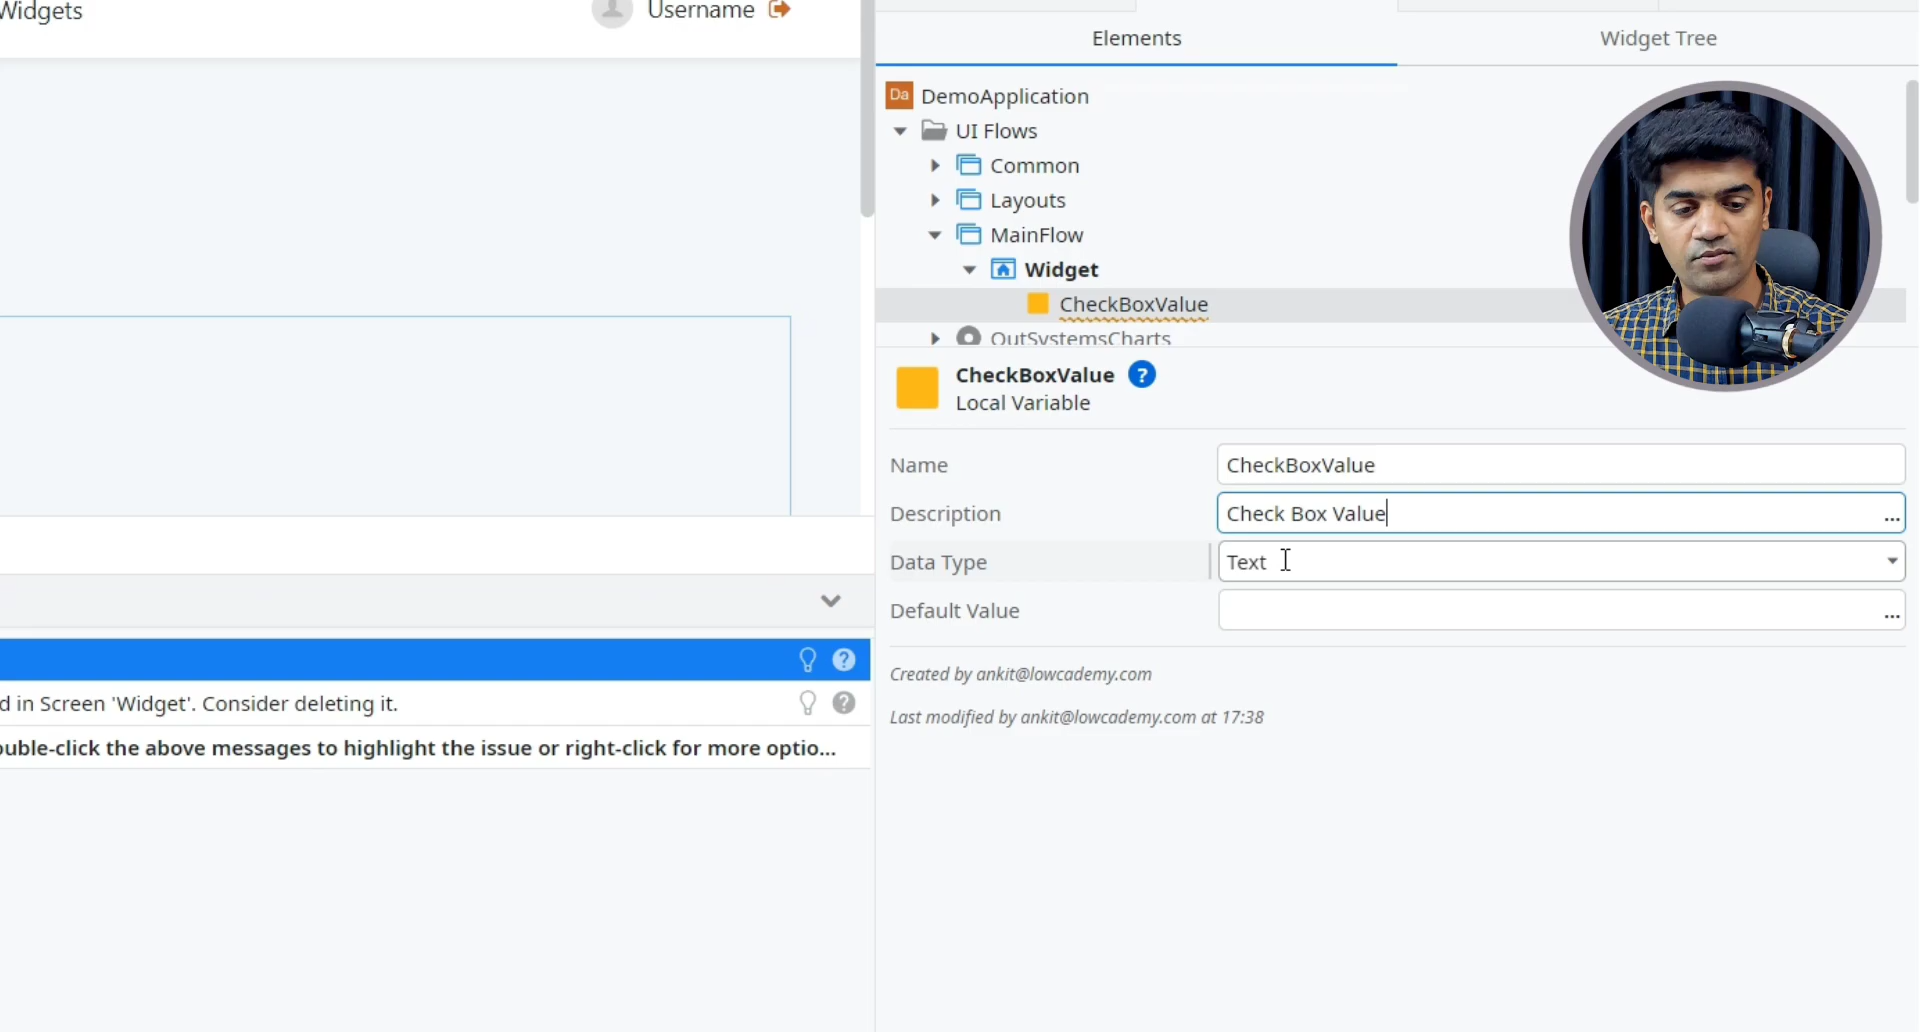 Widgets
Username
Elements
Widget Tree
Da DemoApplication
UI Flows
Common
Layouts
MainFlow
Widget
CheckBoxValue
OutSystemsCharts
CheckBoxValue ?
Local Variable
Name CheckBoxValue
Description Check Box Value ...
Data Type Text
Default Value ...
Created by ankit@lowcademy.com
Last modified by ankit@lowcademy.com at 17:38
?
d in Screen 'Widget'. Consider deleting it. ?
ouble-click the above messages to highlight the issue or right-click for more optio...